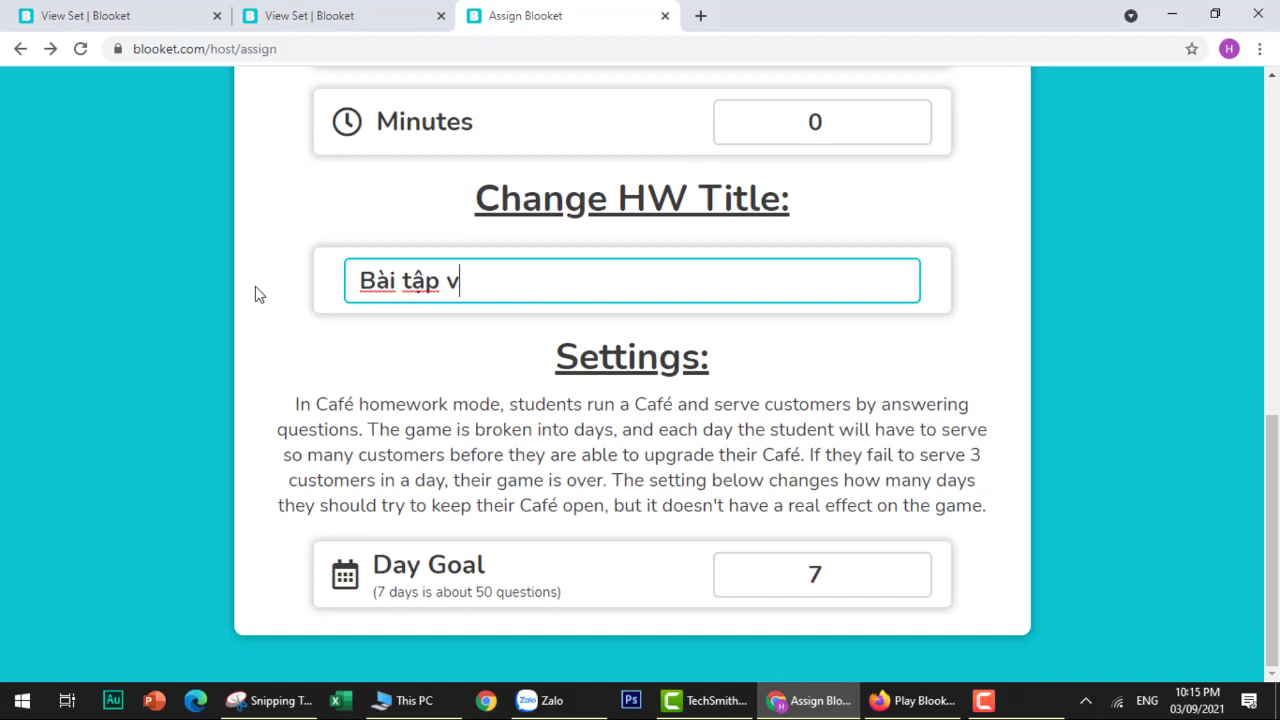 View Set | Blooket
View Set | Blooket
Assign Blooket
blooket.com/host/assign
H
Minutes
0
Change HW Title:
Bài tập v
Settings:
In Café homework mode, students run a Café and serve customers by answering
questions. The game is broken into days, and each day the student will have to serve
so many customers before they are able to upgrade their Café. If they fail to serve 3
customers in a day, their game is over. The setting below changes how many days
they should try to keep their Café open, but it doesn't have a real effect on the game.
Day Goal
7
(7 days is about 50 questions)
Snipping T...
This PC
Zalo
TechSmith...
Assign Blo...
Play Blook...
ENG
10:15 PM
03/09/2021